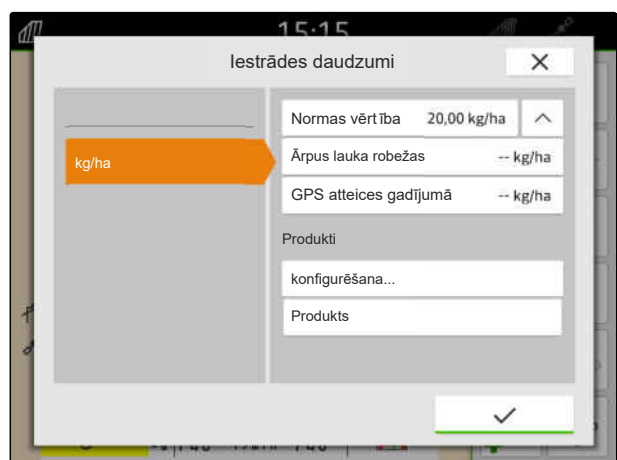 15:15
Iestrādes daudzumi
kg/ha
Normas vērtība 20,00 kg/ha
Ārpus lauka robežas -- kg/ha
GPS atteices gadījumā -- kg/ha
Produkti
konfigurēšana...
Produkts